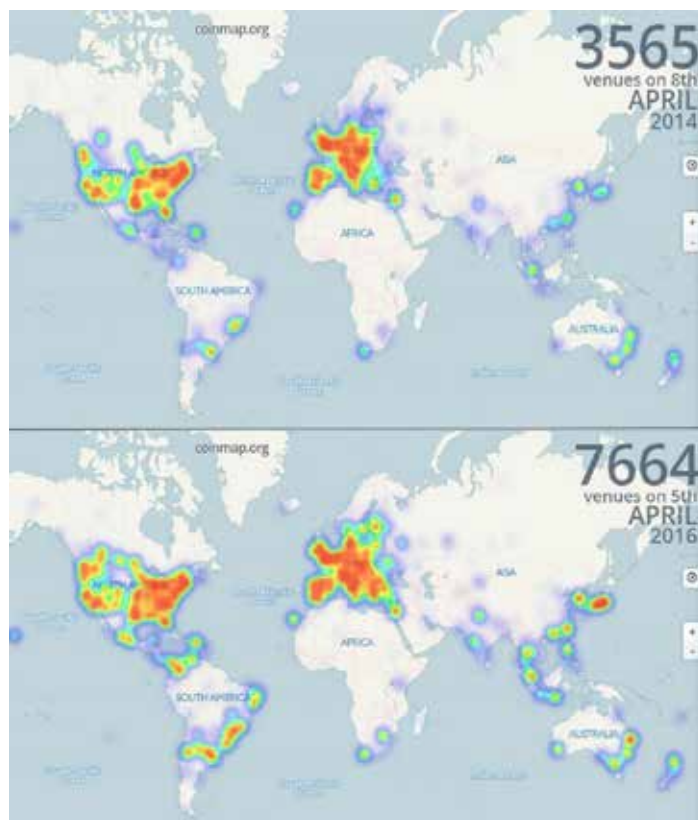 coinmap.org
3565
venues on 8th
APRIL
2014
ASIA
AFRICA
SOUTH AMERICA
AUSTRALIA
+
-
coinmap.org
7664
venues on 5th
APRIL
2016
ASIA
AFRICA
SOUTH AMERICA
AUSTRALIA
+
-